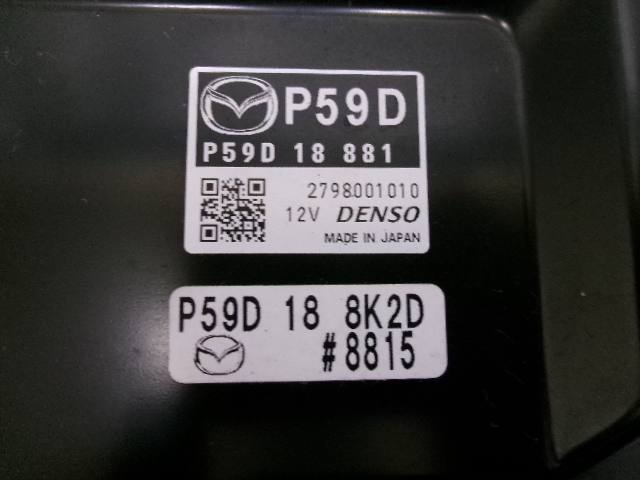 P59D
P59D 18 881
2798001010
12V DENSO
MADE IN JAPAN
P59D 18 8K2D
#8815